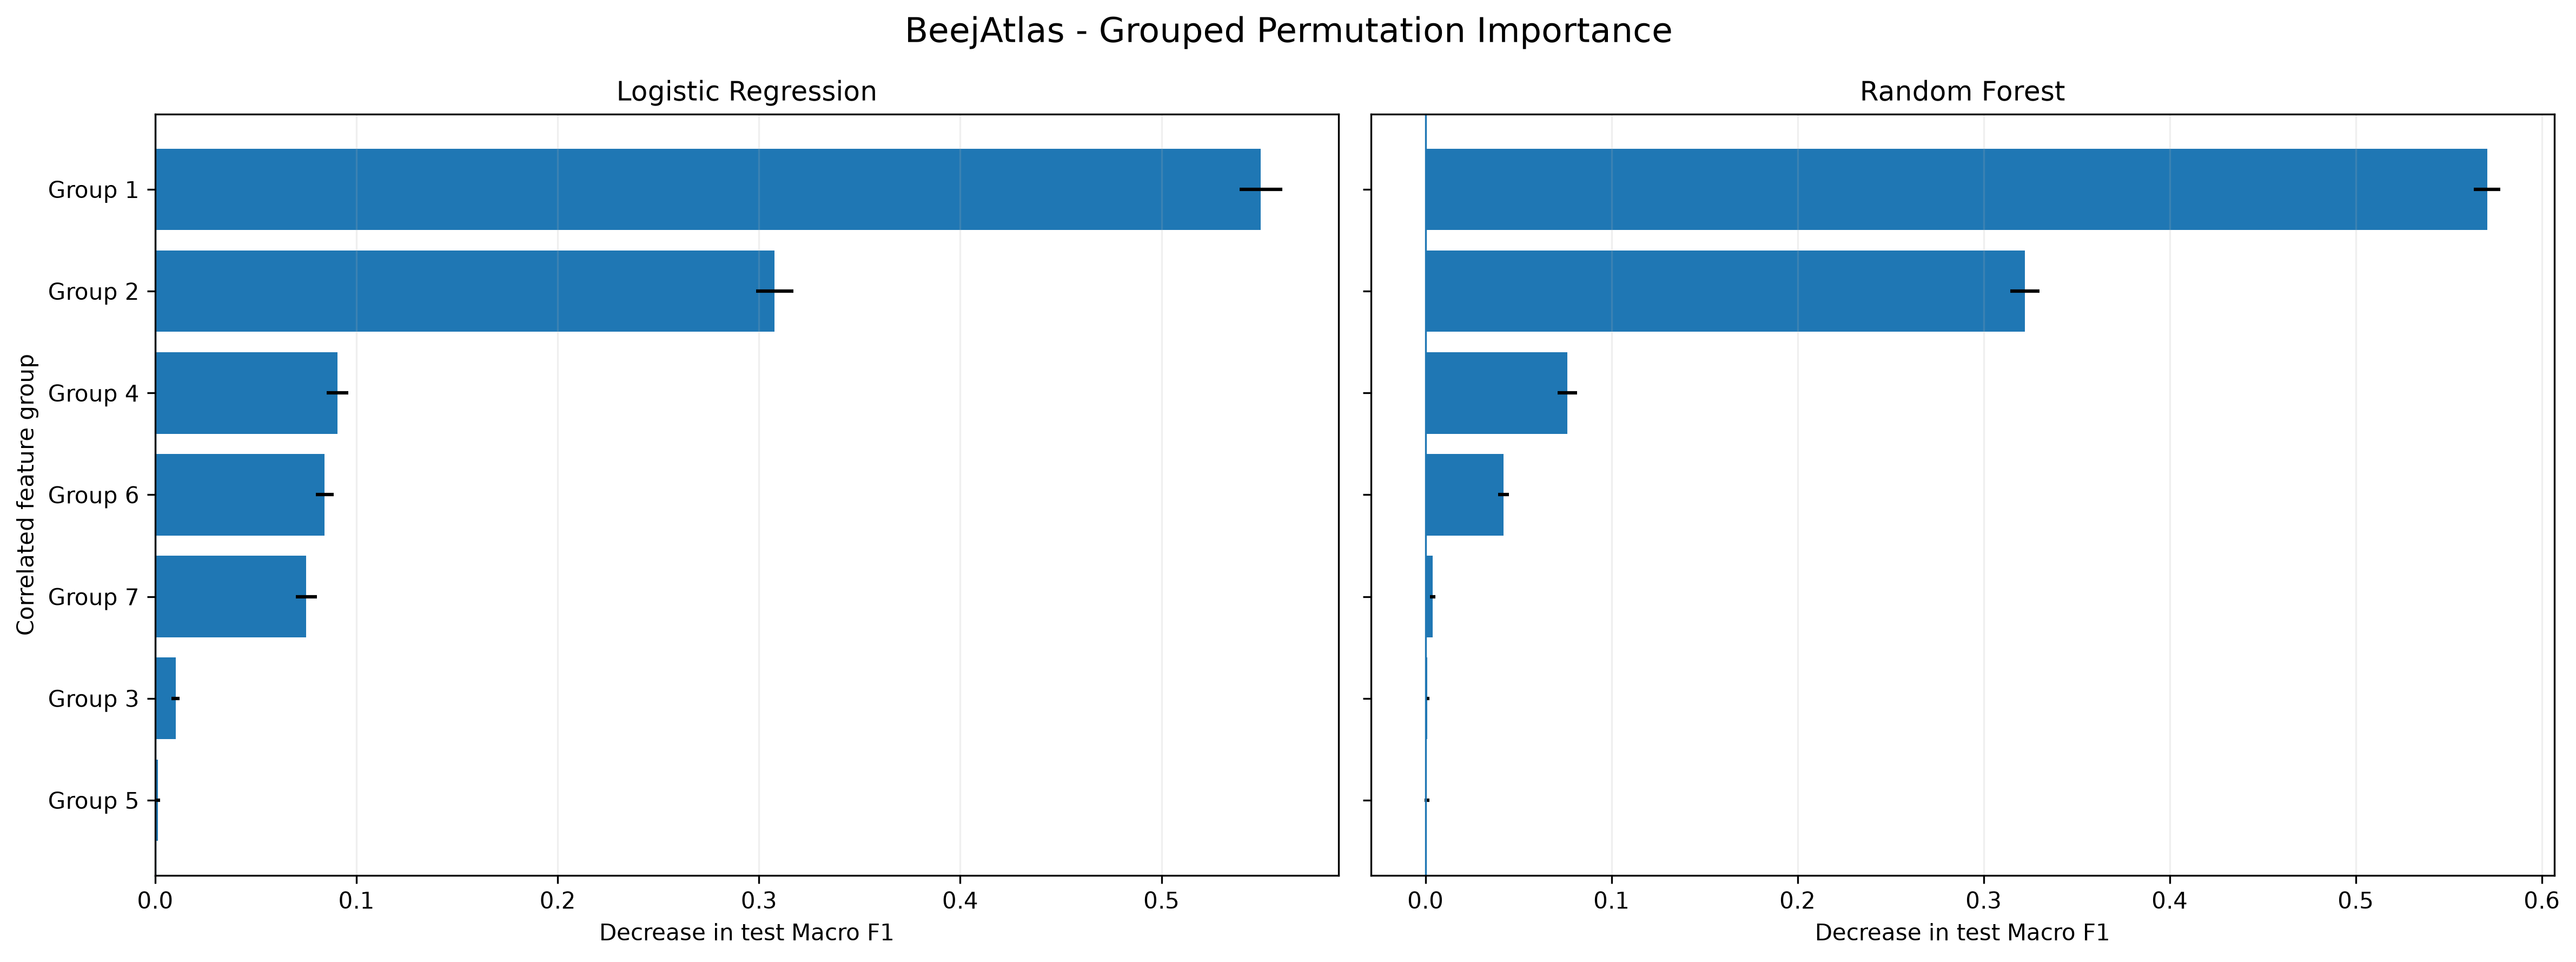 BeejAtlas - Grouped Permutation Importance
Logistic Regression
Correlated feature group
Group 1
Group 2
Group 4
Group 6
Group 7
Group 3
Group 5
0.0 0.1 0.2 0.3 0.4 0.5
Decrease in test Macro F1
Random Forest
0.0 0.1 0.2 0.3 0.4 0.5 0.6
Decrease in test Macro F1